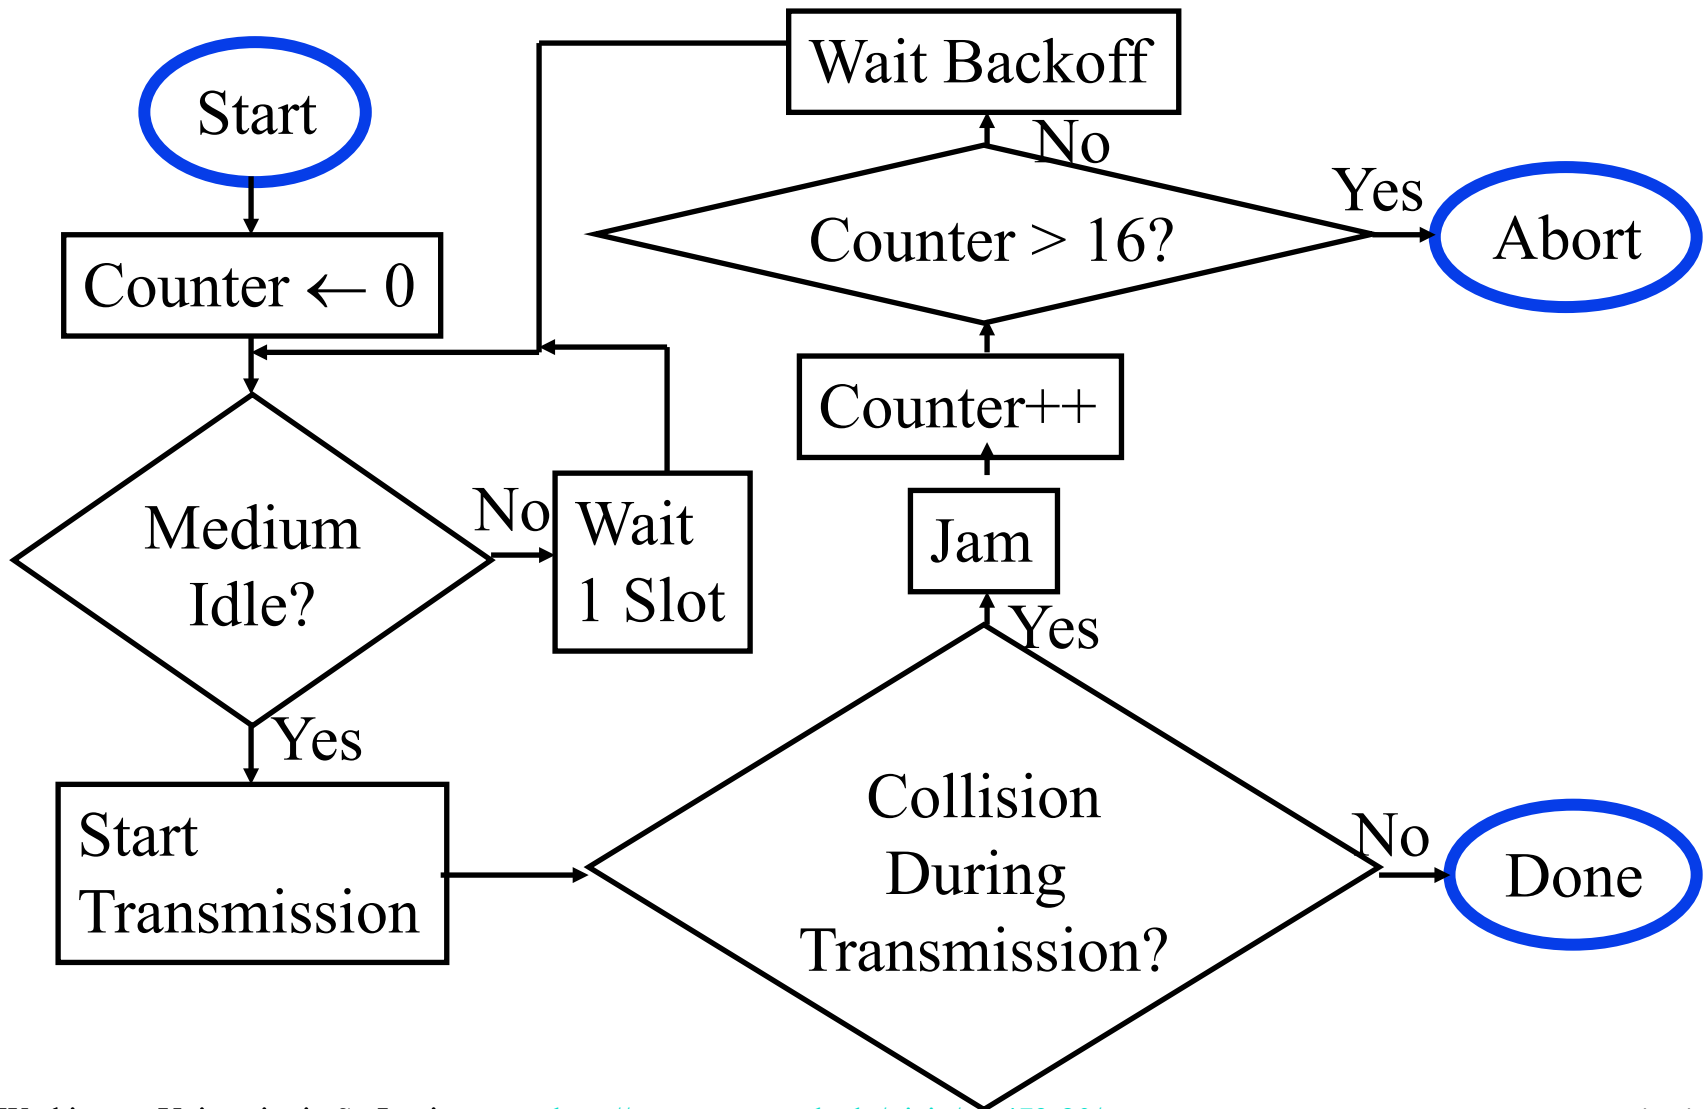 Start
Counter ← 0
Medium
Idle?
No
Wait
1 Slot
Yes
Start
Transmission
Collision
During
Transmission?
No
Done
Yes
Jam
Counter++
Counter > 16?
Yes
Abort
No
Wait Backoff